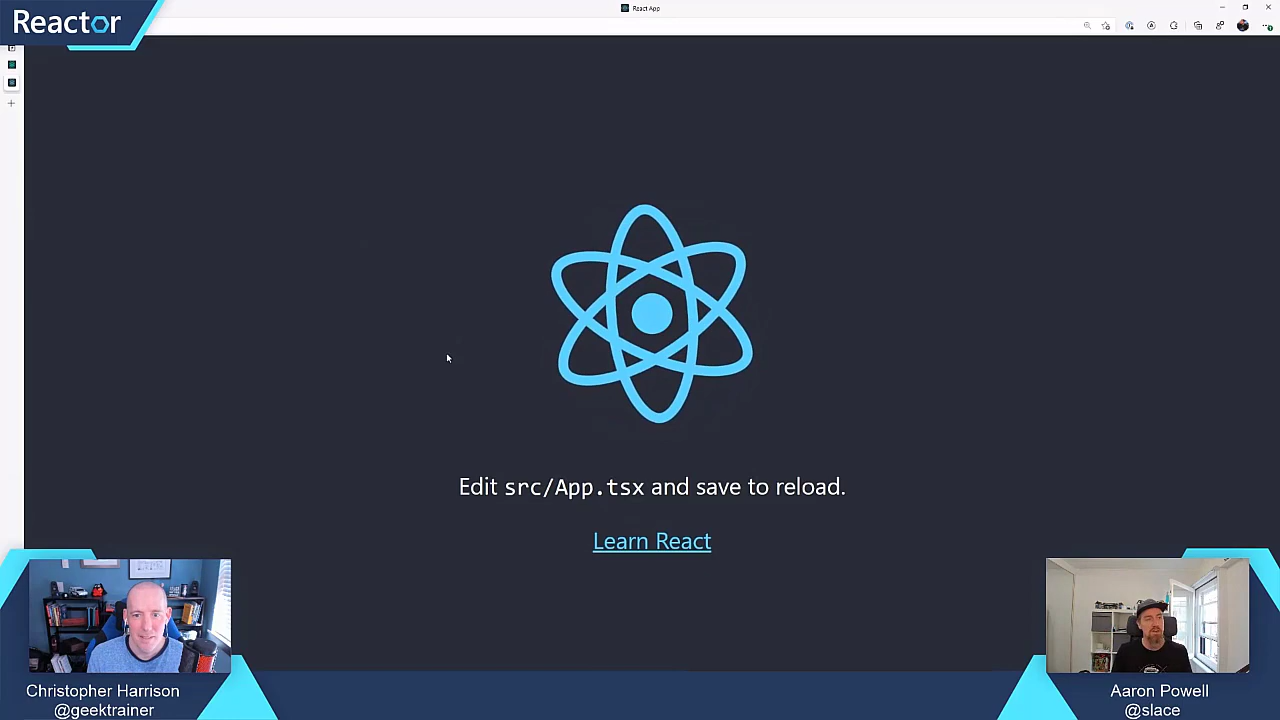 Reactor
React App
Edit src/App.tsx and save to reload.
Learn React
Christopher Harrison
@geektrainer
Aaron Powell
@slace